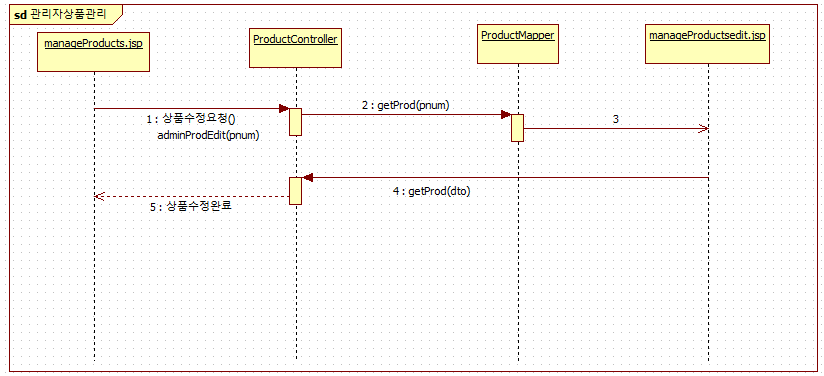 sd 관리자상품관리
manageProducts.jsp
ProductController
ProductMapper
manageProductsedit.jsp
1 : 상품수정요청()
adminProdEdit(pnum)
2 : getProd(pnum)
3
4 : getProd(dto)
5 : 상품수정완료